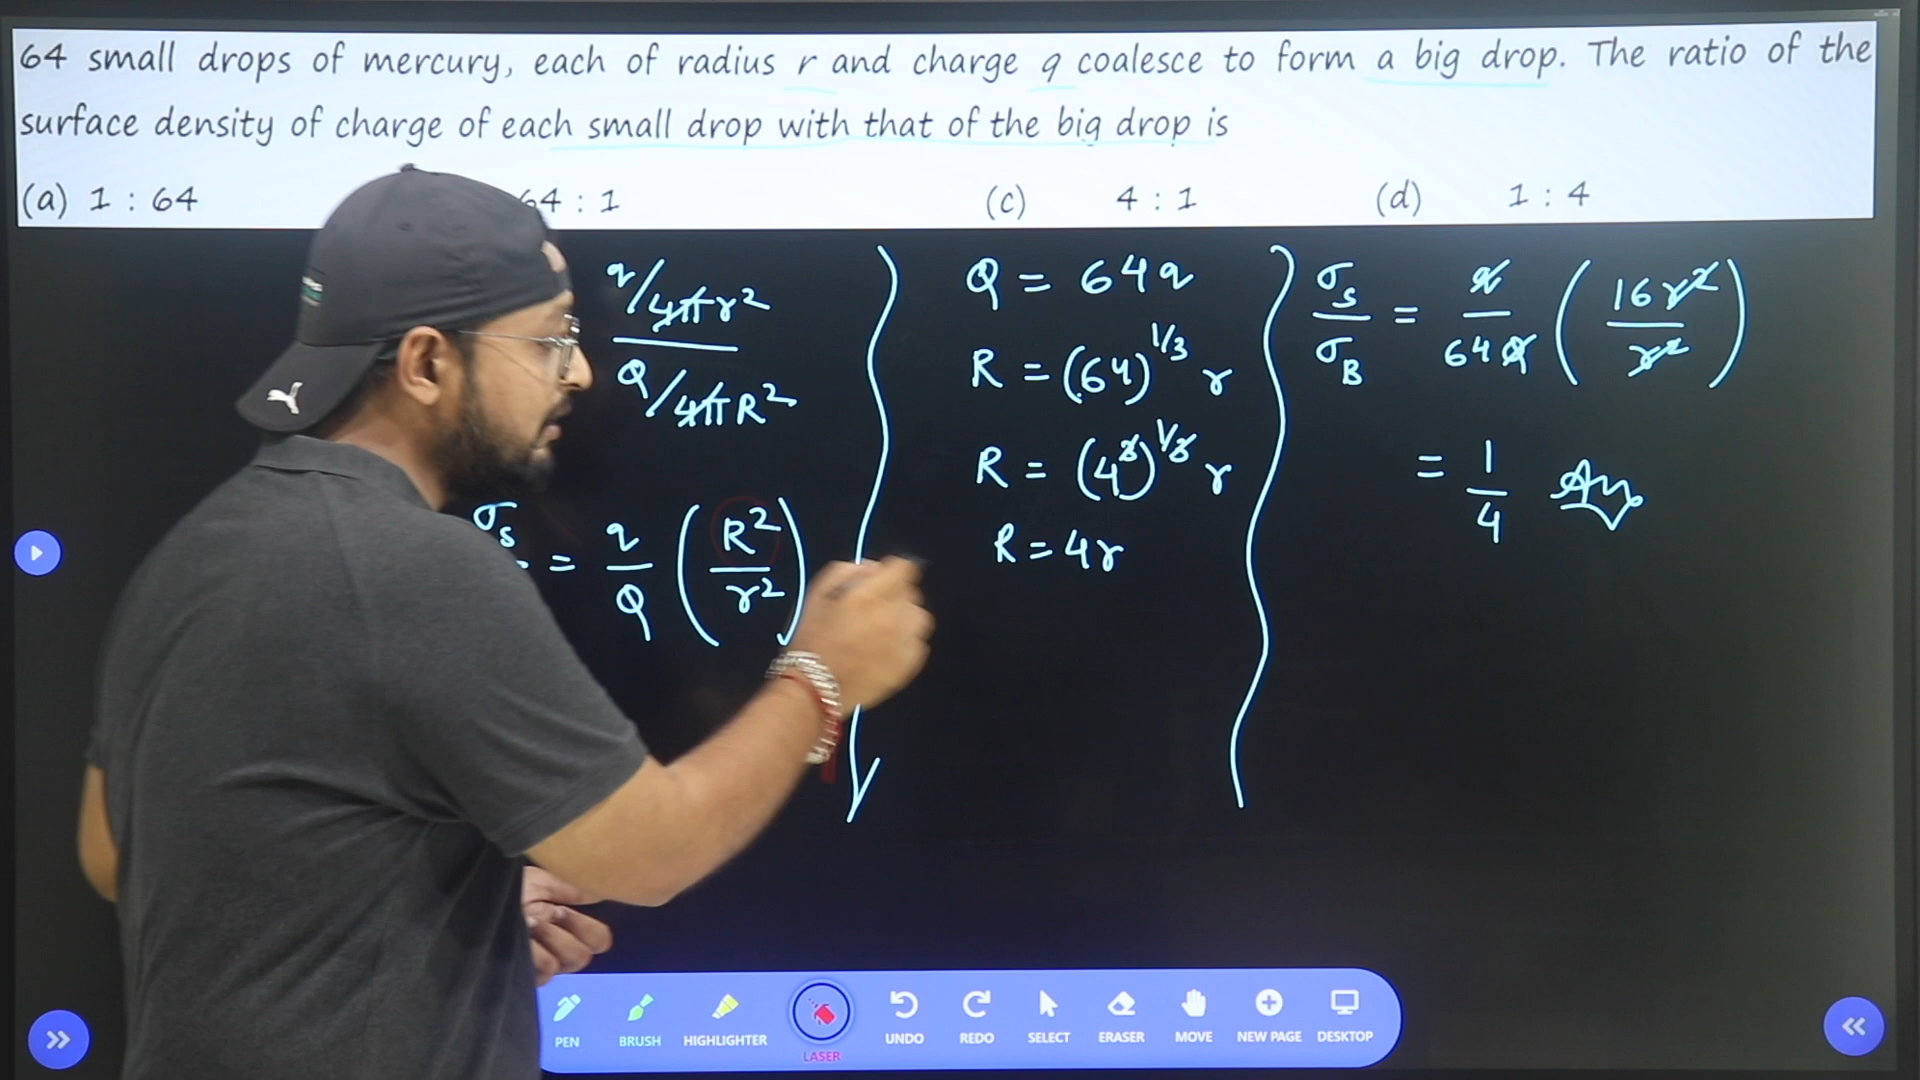 64 small drops of mercury, each of radius r and charge q coalesce to form a big drop. The ratio of the
surface density of charge of each small drop with that of the big drop is
(a) 1 : 64 64 : 1 (c) 4 : 1 (d) 1 : 4
q/4πr²
Q/4πR²
σs = q/Q (R²/r²)
Q = 64q
R = (64)^1/3 r
R = (4³)^1/3 r
R = 4r
σs/σB = q/64q (16r²/r²)
= 1/4 Ans
PEN BRUSH HIGHLIGHTER LASER UNDO REDO SELECT ERASER MOVE NEW PAGE DESKTOP